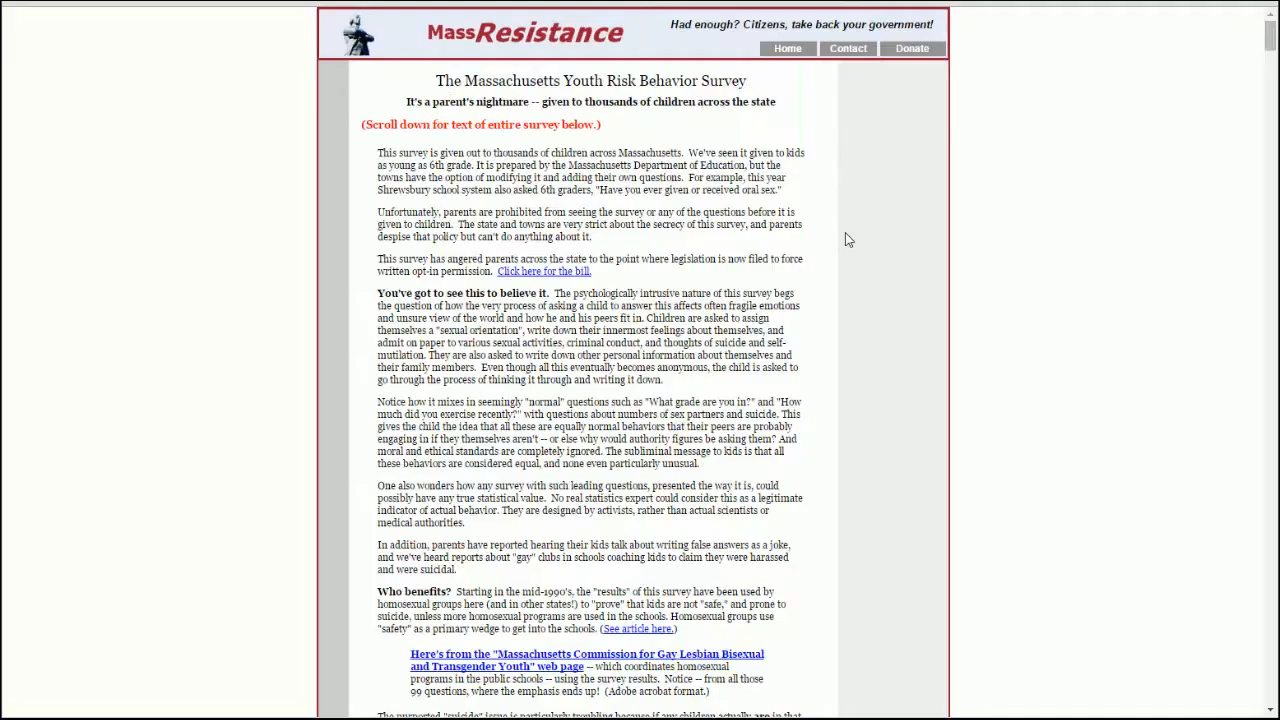 MassResistance
Had enough? Citizens, take back your government!
Home Contact Donate
The Massachusetts Youth Risk Behavior Survey
It's a parent's nightmare -- given to thousands of children across the state
(Scroll down for text of entire survey below.)
This survey is given out to thousands of children across Massachusetts. We've seen it given to kids
as young as 6th grade. It is prepared by the Massachusetts Department of Education, but the
towns have the option of modifying it and adding their own questions. For example, this year
Shrewsbury school system also asked 6th graders, "Have you ever given or received oral sex."
Unfortunately, parents are prohibited from seeing the survey or any of the questions before it is
given to children. The state and towns are very strict about the secrecy of this survey, and parents
despise that policy but can't do anything about it.
This survey has angered parents across the state to the point where legislation is now filed to force
written opt-in permission. Click here for the bill.
You've got to see this to believe it. The psychologically intrusive nature of this survey begs
the question of how the very process of asking a child to answer this affects often fragile emotions
and unsure view of the world and how he and his peers fit in. Children are asked to assign
themselves a "sexual orientation", write down their innermost feelings about themselves, and
admit on paper to various sexual activities, criminal conduct, and thoughts of suicide and self-
mutilation. They are also asked to write down other personal information about themselves and
their family members. Even though all this eventually becomes anonymous, the child is asked to
go through the process of thinking it through and writing it down.
Notice how it mixes in seemingly "normal" questions such as "What grade are you in?" and "How
much did you exercise recently?" with questions about numbers of sex partners and suicide. This
gives the child the idea that all these are equally normal behaviors that their peers are probably
engaging in if they themselves aren't -- or else why would authority figures be asking them? And
moral and ethical standards are completely ignored. The subliminal message to kids is that all
these behaviors are considered equal, and none even particularly unusual.
One also wonders how any survey with such leading questions, presented the way it is, could
possibly have any true statistical value. No real statistics expert could consider this as a legitimate
indicator of actual behavior. They are designed by activists, rather than actual scientists or
medical authorities.
In addition, parents have reported hearing their kids talk about writing false answers as a joke,
and we've heard reports about "gay" clubs in schools coaching kids to claim they were harassed
and were suicidal.
Who benefits? Starting in the mid-1990's, the "results" of this survey have been used by
homosexual groups here (and in other states!) to "prove" that kids are not "safe," and prone to
suicide, unless more homosexual programs are used in the schools. Homosexual groups use
"safety" as a primary wedge to get into the schools. (See article here.)
Here's from the "Massachusetts Commission for Gay Lesbian Bisexual
and Transgender Youth" web page -- which coordinates homosexual
programs in the public schools -- using the survey results. Notice -- from all those
99 questions, where the emphasis ends up! (Adobe acrobat format.)
The purported "suicide" issue is particularly troubling because if any children actually are in that